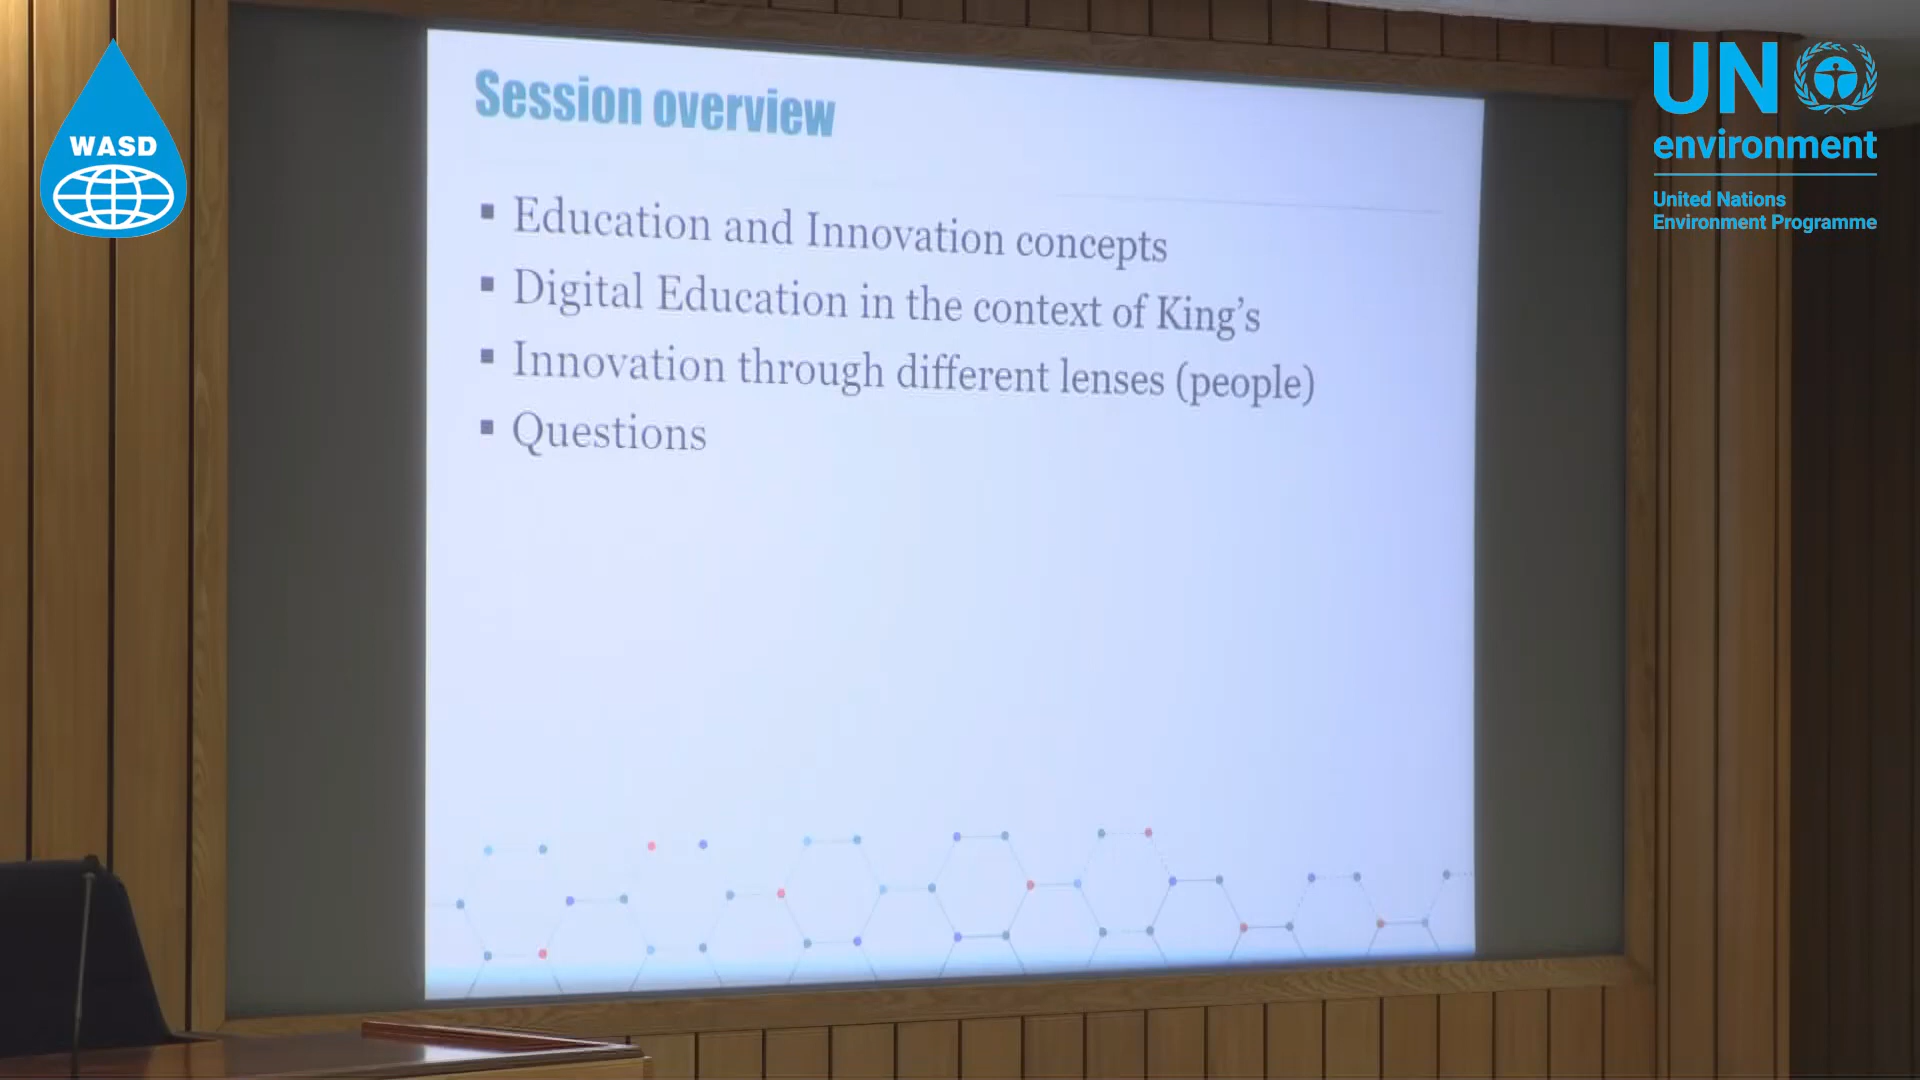 WASD
UN
environment
United Nations
Environment Programme
Session overview
▪ Education and Innovation concepts
▪ Digital Education in the context of King's
▪ Innovation through different lenses (people)
▪ Questions